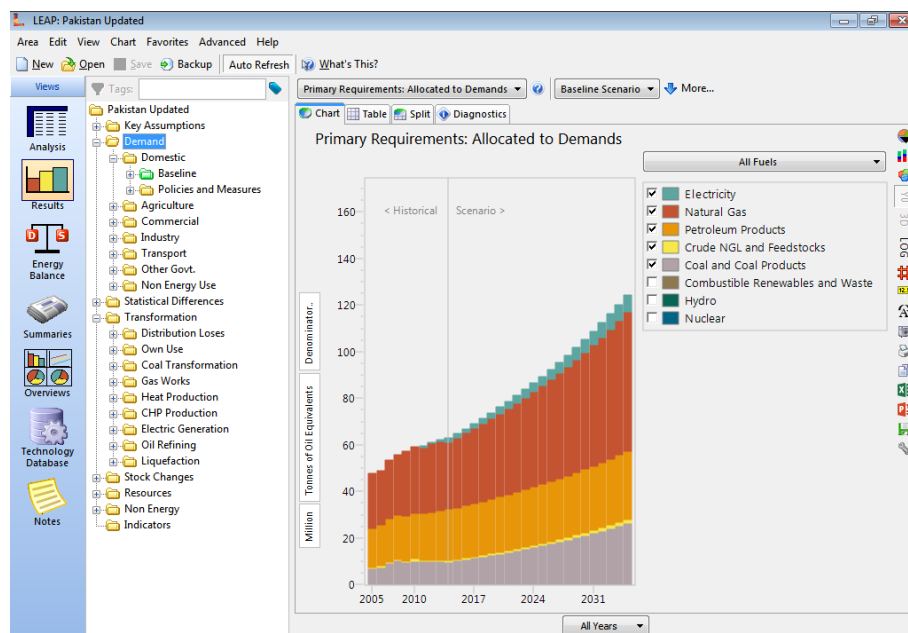 LEAP: Pakistan Updated
Area Edit View Chart Favorites Advanced Help
New Open Save Backup Auto Refresh What's This?
Views
Analysis
Results
Energy
Balance
Summaries
Overviews
Technology
Database
Notes
Tags:
Pakistan Updated
Key Assumptions
Demand
Domestic
Baseline
Policies and Measures
Agriculture
Commercial
Industry
Transport
Other Govt.
Non Energy Use
Statistical Differences
Transformation
Distribution Loses
Own Use
Coal Transformation
Gas Works
Heat Production
CHP Production
Electric Generation
Oil Refining
Liquefaction
Stock Changes
Resources
Non Energy
Indicators
Primary Requirements: Allocated to Demands Baseline Scenario More...
Chart Table Split Diagnostics
Primary Requirements: Allocated to Demands
All Fuels
Electricity
Natural Gas
Petroleum Products
Crude NGL and Feedstocks
Coal and Coal Products
Combustible Renewables and Waste
Hydro
Nuclear
< Historical Scenario >
Denominator..
Tonnes of Oil Equivalents
Million
160
140
120
100
80
60
40
20
0
2005 2010 2017 2024 2031
All Years
3D
LOG